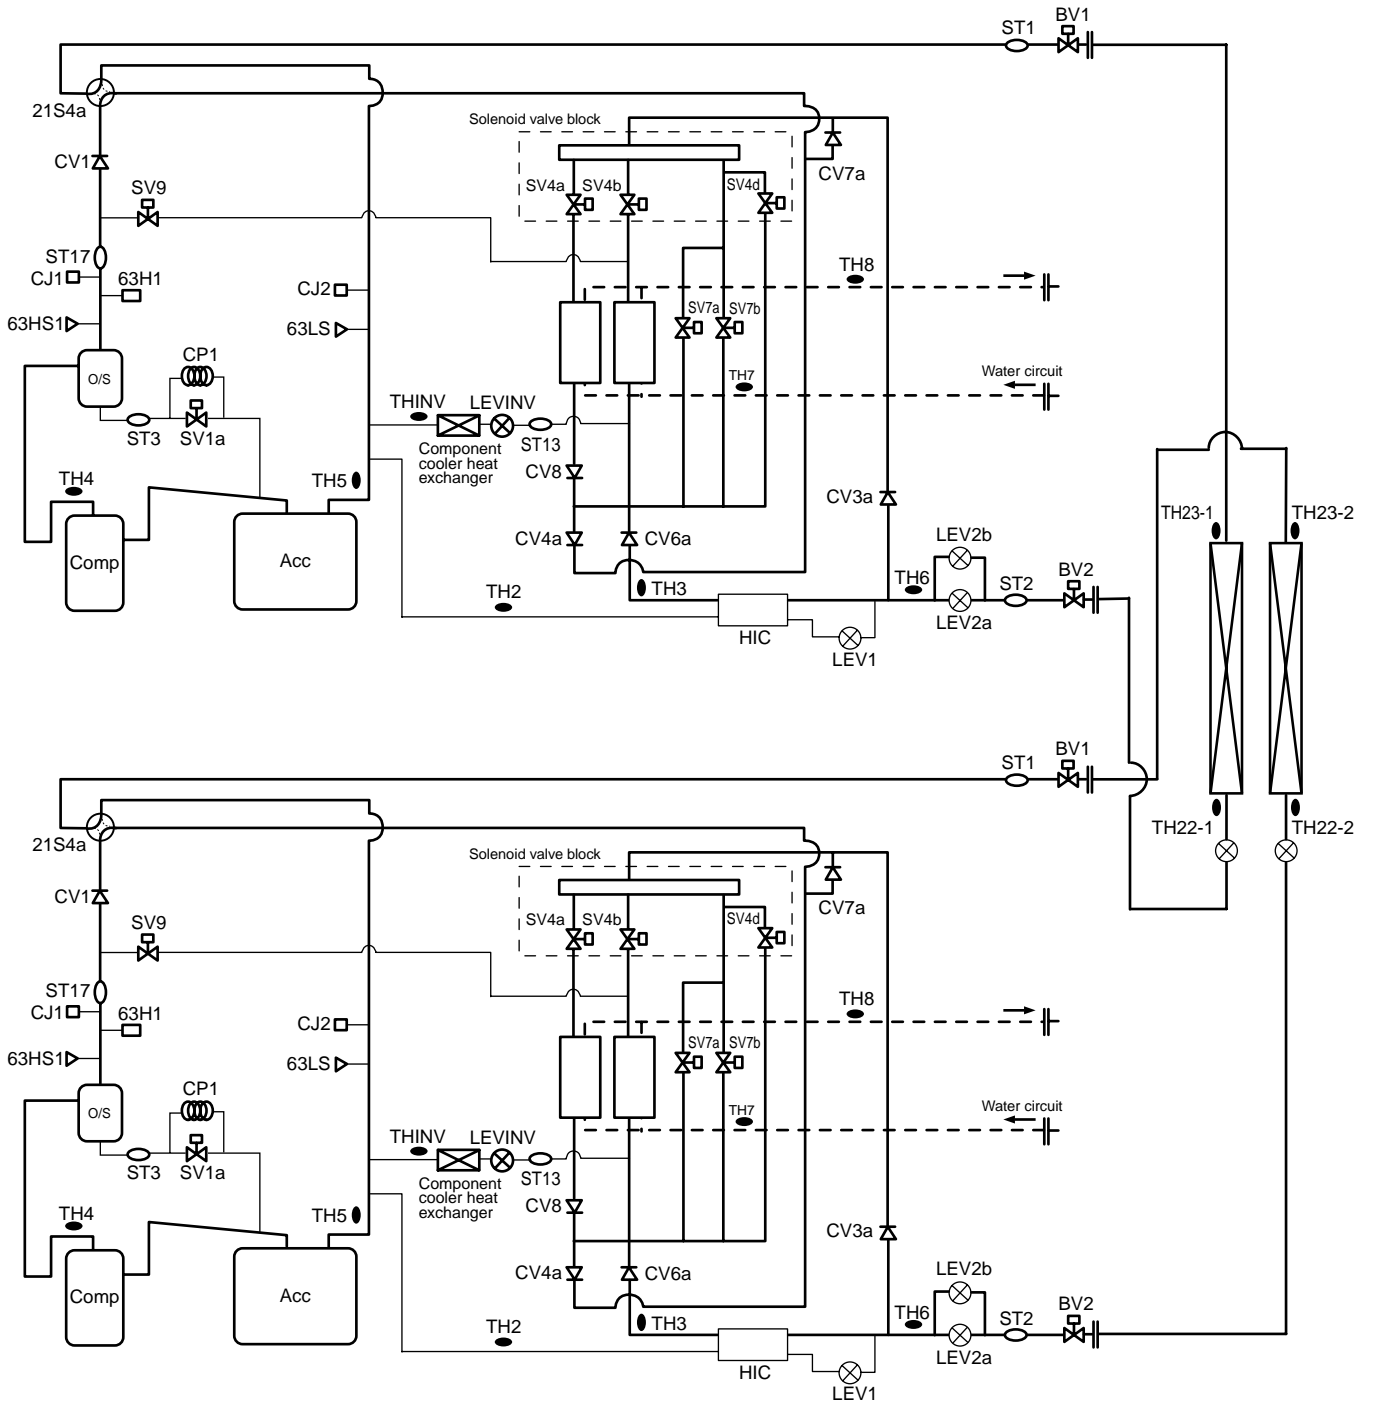 BV1
ST1
21S4a
Solenoid valve block
CV1
CV7a
SV9
SV4a
SV4b
SV4d
ST17
CJ1
63H1
TH8
CJ2
63HS1
63LS
SV7a
SV7b
CP1
O/S
TH7
Water circuit
THINV
LEVINV
ST3
SV1a
ST13
Component
cooler heat
exchanger
CV8
TH4
TH5
CV3a
TH23-1
TH23-2
CV4a
CV6a
LEV2b
Comp
Acc
TH2
TH3
TH6
ST2
BV2
HIC
LEV2a
LEV1
BV1
ST1
TH22-1
TH22-2
21S4a
Solenoid valve block
CV1
CV7a
SV9
SV4a
SV4b
SV4d
ST17
CJ1
63H1
TH8
CJ2
63HS1
63LS
SV7a
SV7b
CP1
O/S
TH7
Water circuit
THINV
LEVINV
ST3
SV1a
ST13
Component
cooler heat
exchanger
CV8
TH4
TH5
CV3a
CV4a
CV6a
LEV2b
Comp
Acc
TH2
TH3
TH6
ST2
BV2
HIC
LEV2a
LEV1